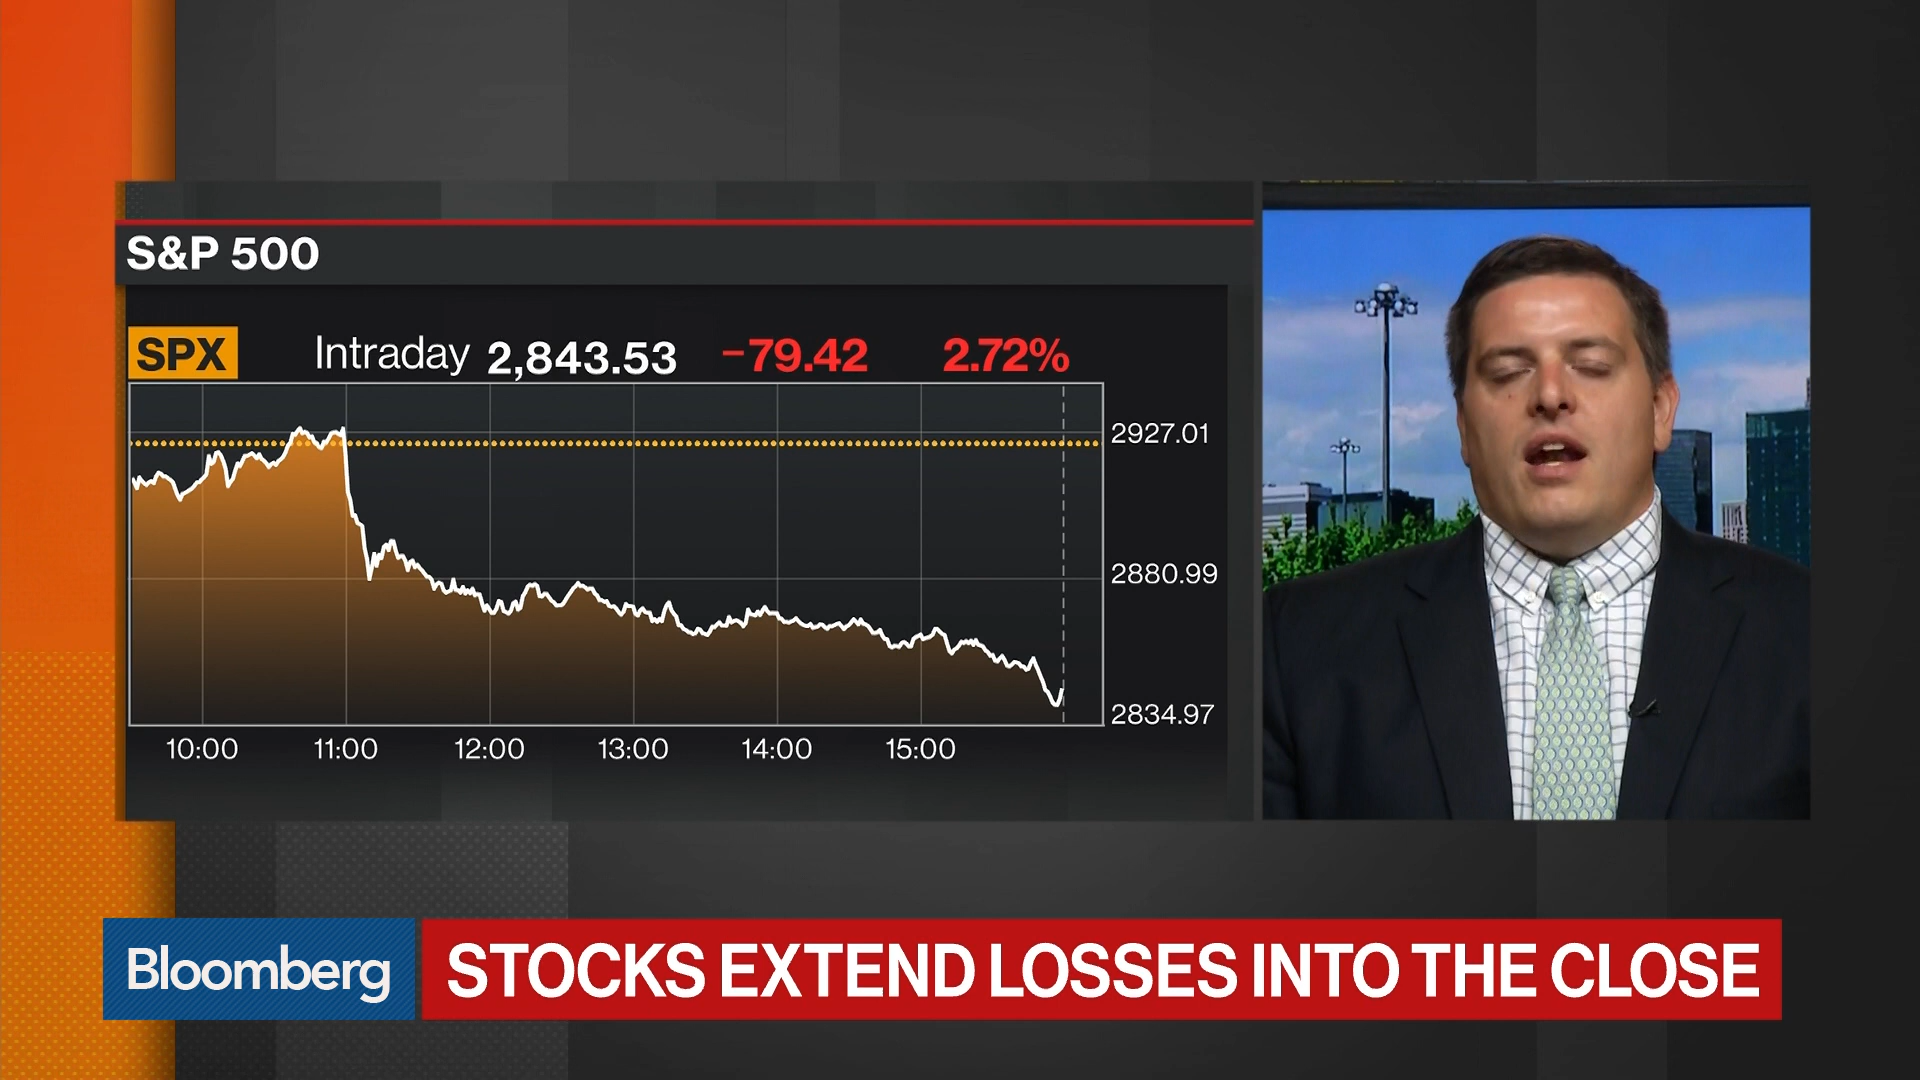 S&P 500
SPX Intraday 2,843.53 −79.42 2.72%
2927.01
2880.99
2834.97
10:00 11:00 12:00 13:00 14:00 15:00
Bloomberg STOCKS EXTEND LOSSES INTO THE CLOSE